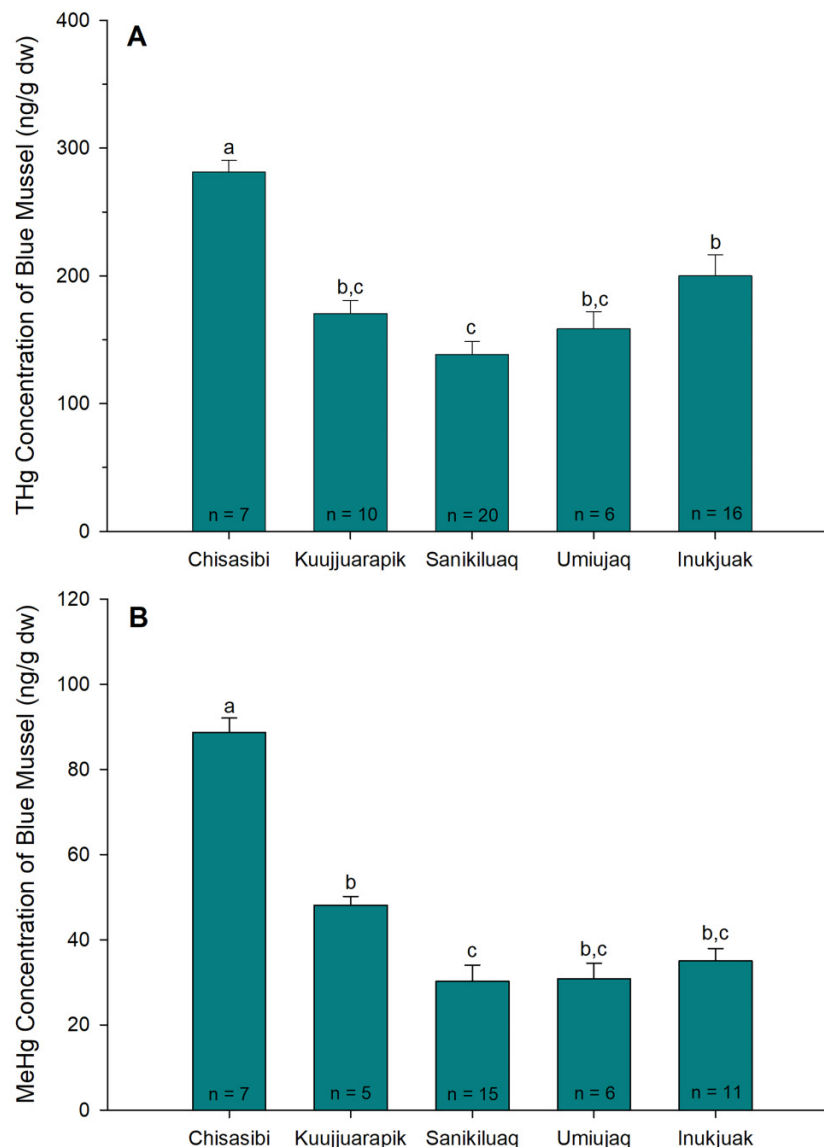 A
THg Concentration of Blue Mussel (ng/g dw)
400
300
200
100
0
a
b,c
c
b,c
b
n = 7
n = 10
n = 20
n = 6
n = 16
Chisasibi
Kuujjuarapik
Sanikiluaq
Umiujaq
Inukjuak
B
MeHg Concentration of Blue Mussel (ng/g dw)
120
100
80
60
40
20
0
a
b
c
b,c
b,c
n = 7
n = 5
n = 15
n = 6
n = 11
Chisasibi
Kuujjuarapik
Sanikiluaq
Umiujaq
Inukjuak